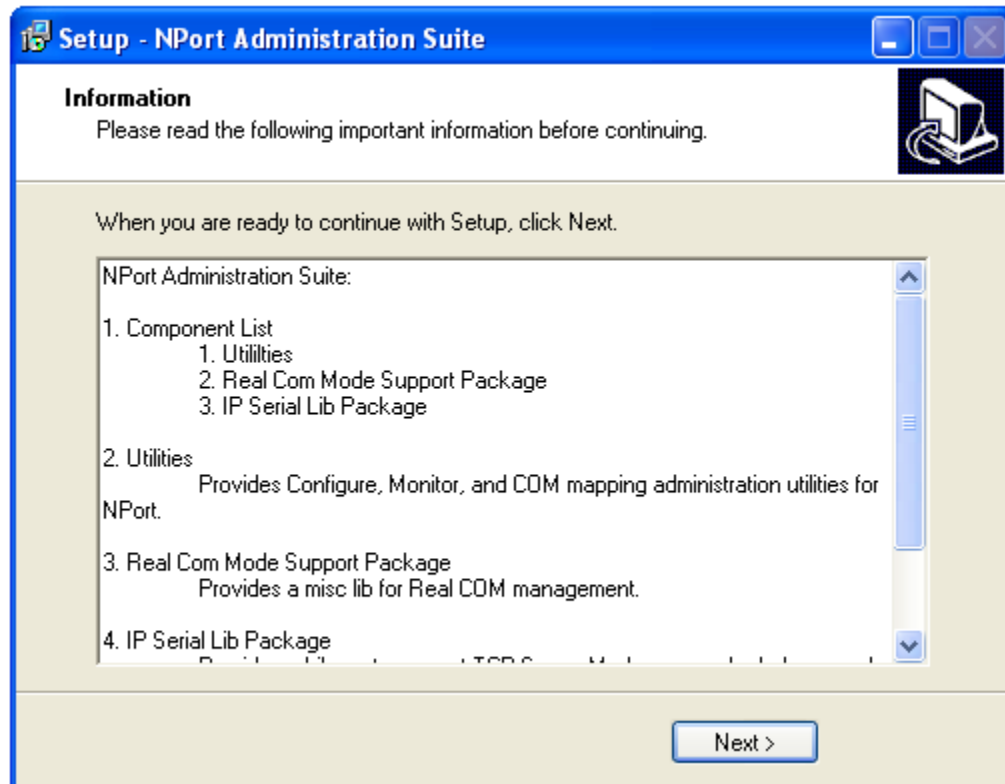 Setup - NPort Administration Suite
Information
Please read the following important information before continuing.
When you are ready to continue with Setup, click Next.
NPort Administration Suite:
1. Component List
1. Utililties
2. Real Com Mode Support Package
3. IP Serial Lib Package
2. Utilities
Provides Configure, Monitor, and COM mapping administration utilities for
NPort.
3. Real Com Mode Support Package
Provides a misc lib for Real COM management.
4. IP Serial Lib Package
Next >